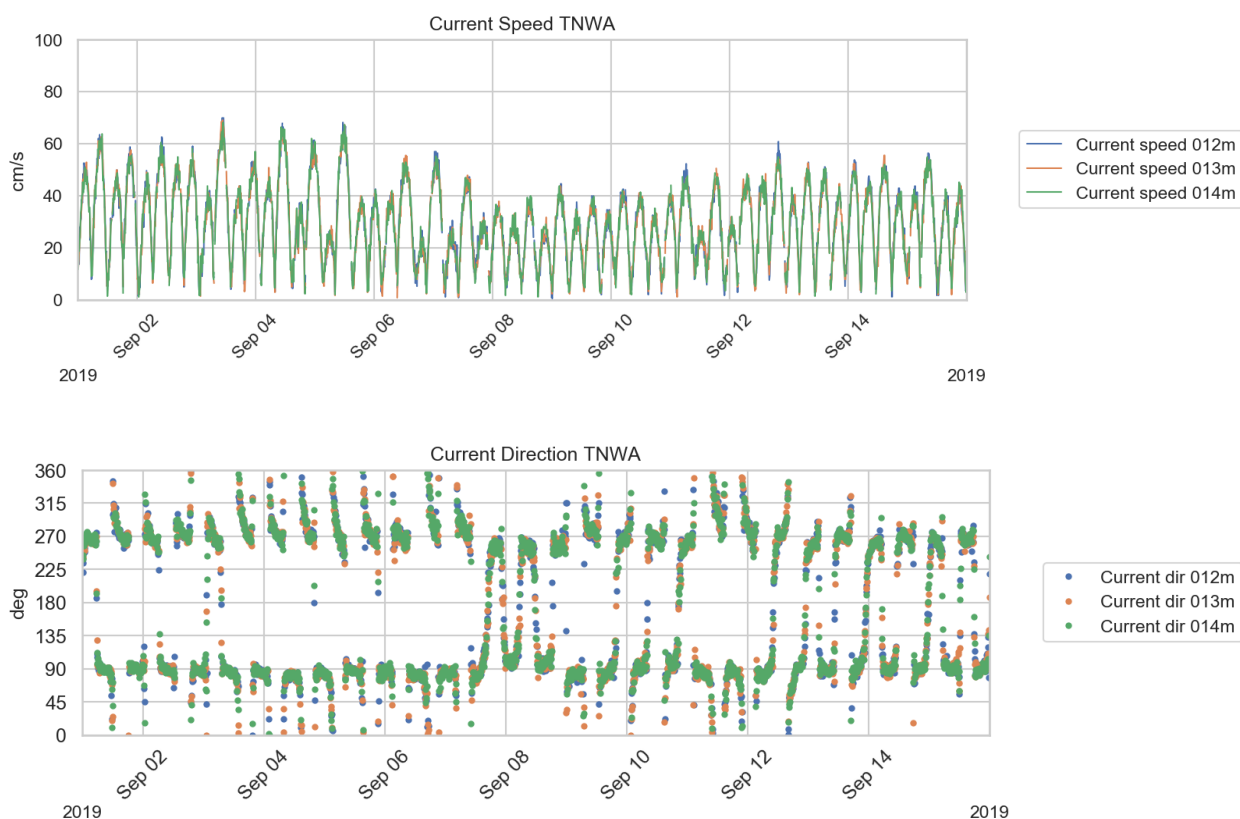 Current Speed TNWA
100
80
60
40
20
0
cm/s
Sep 02
Sep 04
Sep 06
Sep 08
Sep 10
Sep 12
Sep 14
2019
2019
Current speed 012m
Current speed 013m
Current speed 014m
Current Direction TNWA
360
315
270
225
180
135
90
45
0
deg
Sep 02
Sep 04
Sep 06
Sep 08
Sep 10
Sep 12
Sep 14
2019
2019
Current dir 012m
Current dir 013m
Current dir 014m